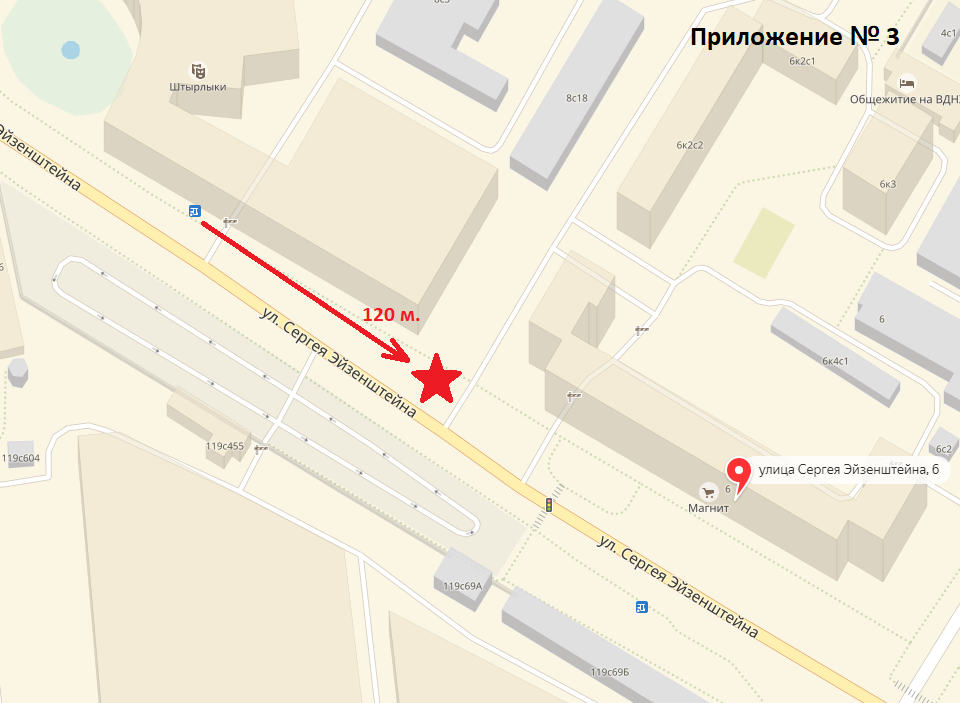 6с3
Приложение № 3
4с1
6к2с1
Штырлыки
8с18
Общежитие на ВДНХ
6к2с2
Эйзенштейна
6к3
120 м.
ул. Сергея Эйзенштейна
6
6к4с1
119с604
119с455
6с2
улица Сергея Эйзенштейна, 6
6
Магнит
ул. Сергея Эйзенштейна
119с69А
119с69Б